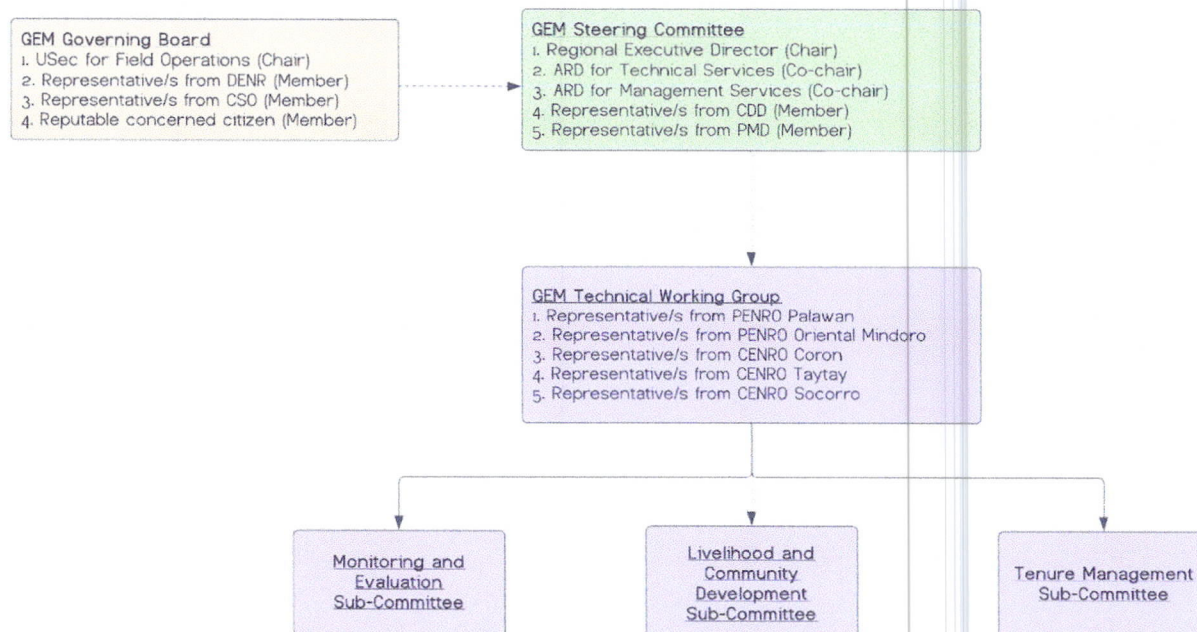 GEM Governing Board
1. USec for Field Operations (Chair)
2. Representative/s from DENR (Member)
3. Representative/s from CSO (Member)
4. Reputable concerned citizen (Member)
GEM Steering Committee
1. Regional Executive Director (Chair)
2. ARD for Technical Services (Co-chair)
3. ARD for Management Services (Co-chair)
4. Representative/s from CDD (Member)
5. Representative/s from PMD (Member)
GEM Technical Working Group
1. Representative/s from PENRO Palawan
2. Representative/s from PENRO Oriental Mindoro
3. Representative/s from CENRO Coron
4. Representative/s from CENRO Taytay
5. Representative/s from CENRO Socorro
Monitoring and
Evaluation
Sub-Committee
Livelihood and
Community
Development
Sub-Committee
Tenure Management
Sub-Committee